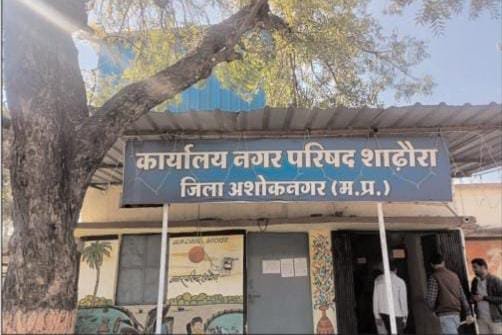 कार्यालय नगर परिषद शाढ़ौरा
जिला अशोकनगर (म.प्र.)